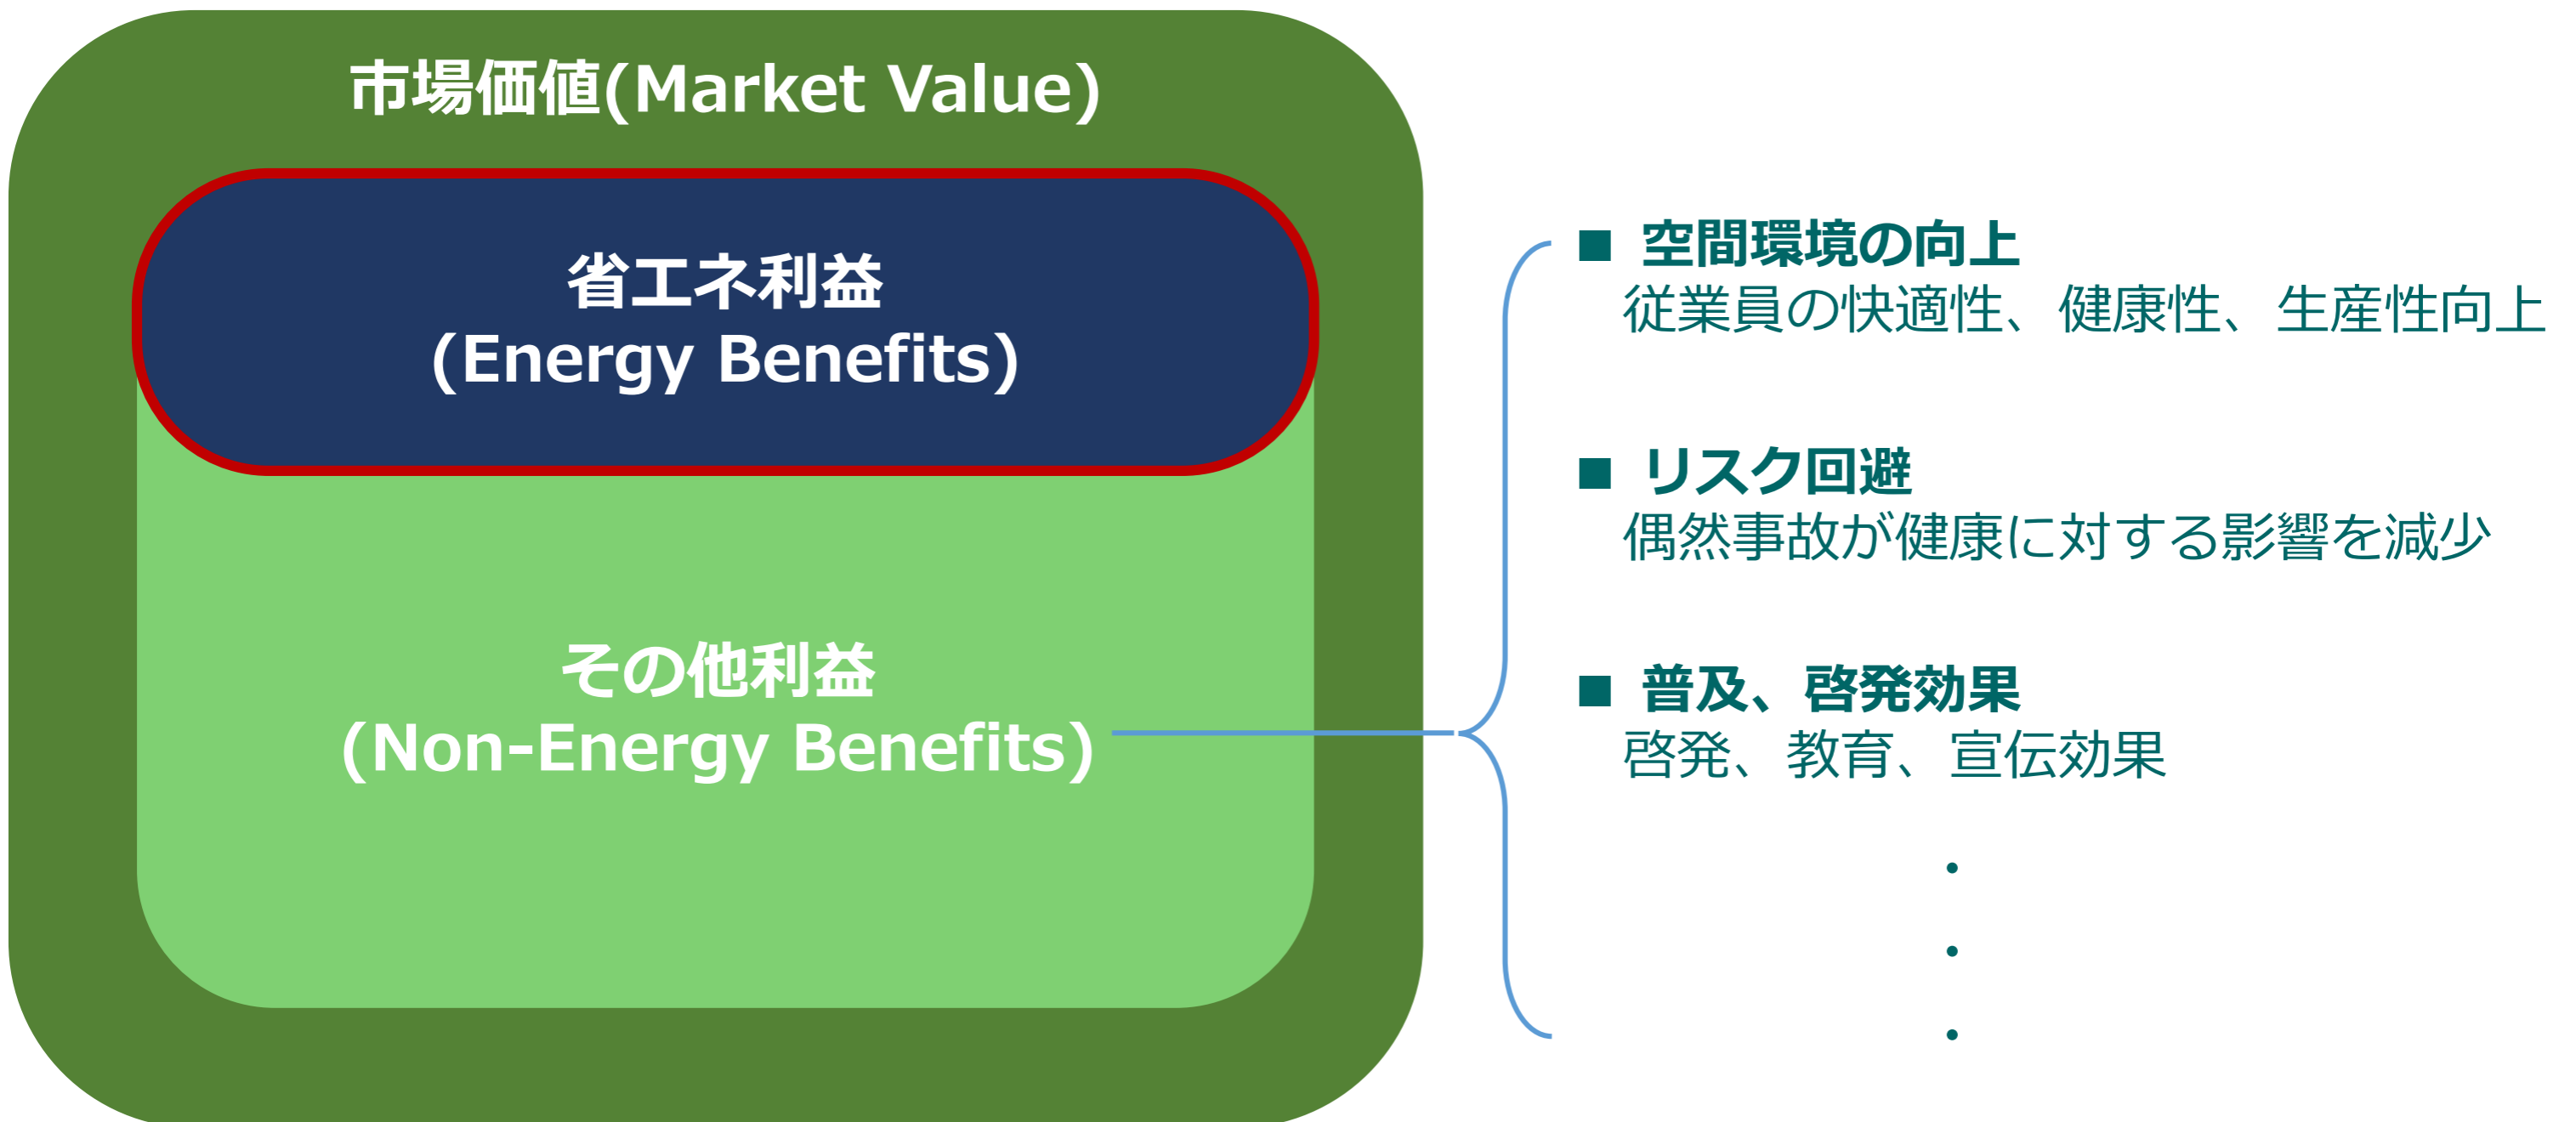 市場価値(Market Value)
省エネ利益
(Energy Benefits)
その他利益
(Non-Energy Benefits)
■ 空間環境の向上
従業員の快適性、健康性、生産性向上
■ リスク回避
偶然事故が健康に対する影響を減少
■ 普及、啓発効果
啓発、教育、宣伝効果
・
・
・